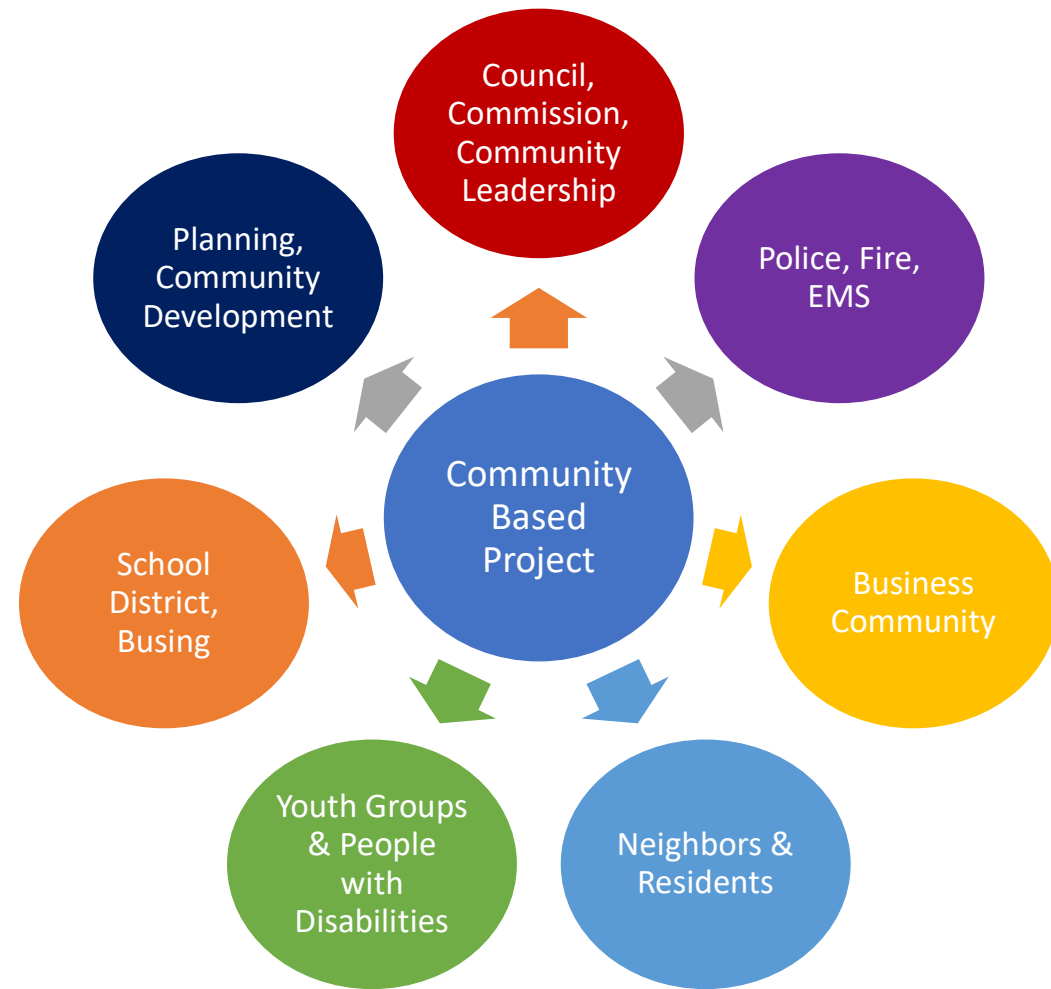 Council,
Commission,
Community
Leadership
Police, Fire,
EMS
Business
Community
Neighbors &
Residents
Youth Groups
& People
with
Disabilities
School
District,
Busing
Planning,
Community
Development
Community
Based
Project